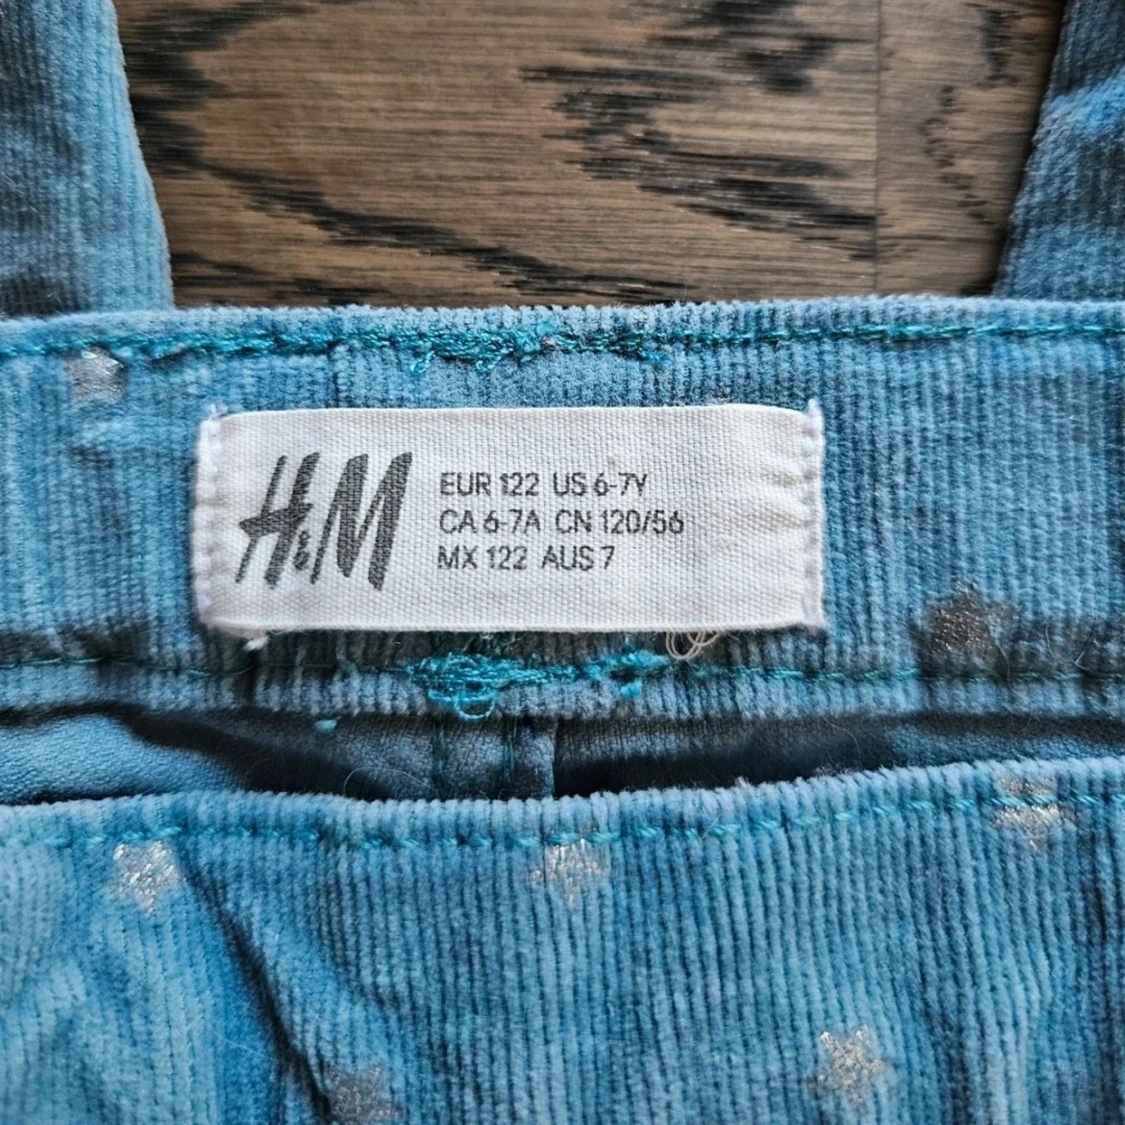 H&M
EUR 122 US 6-7Y
CA 6-7A CN 120/56
MX 122 AUS 7